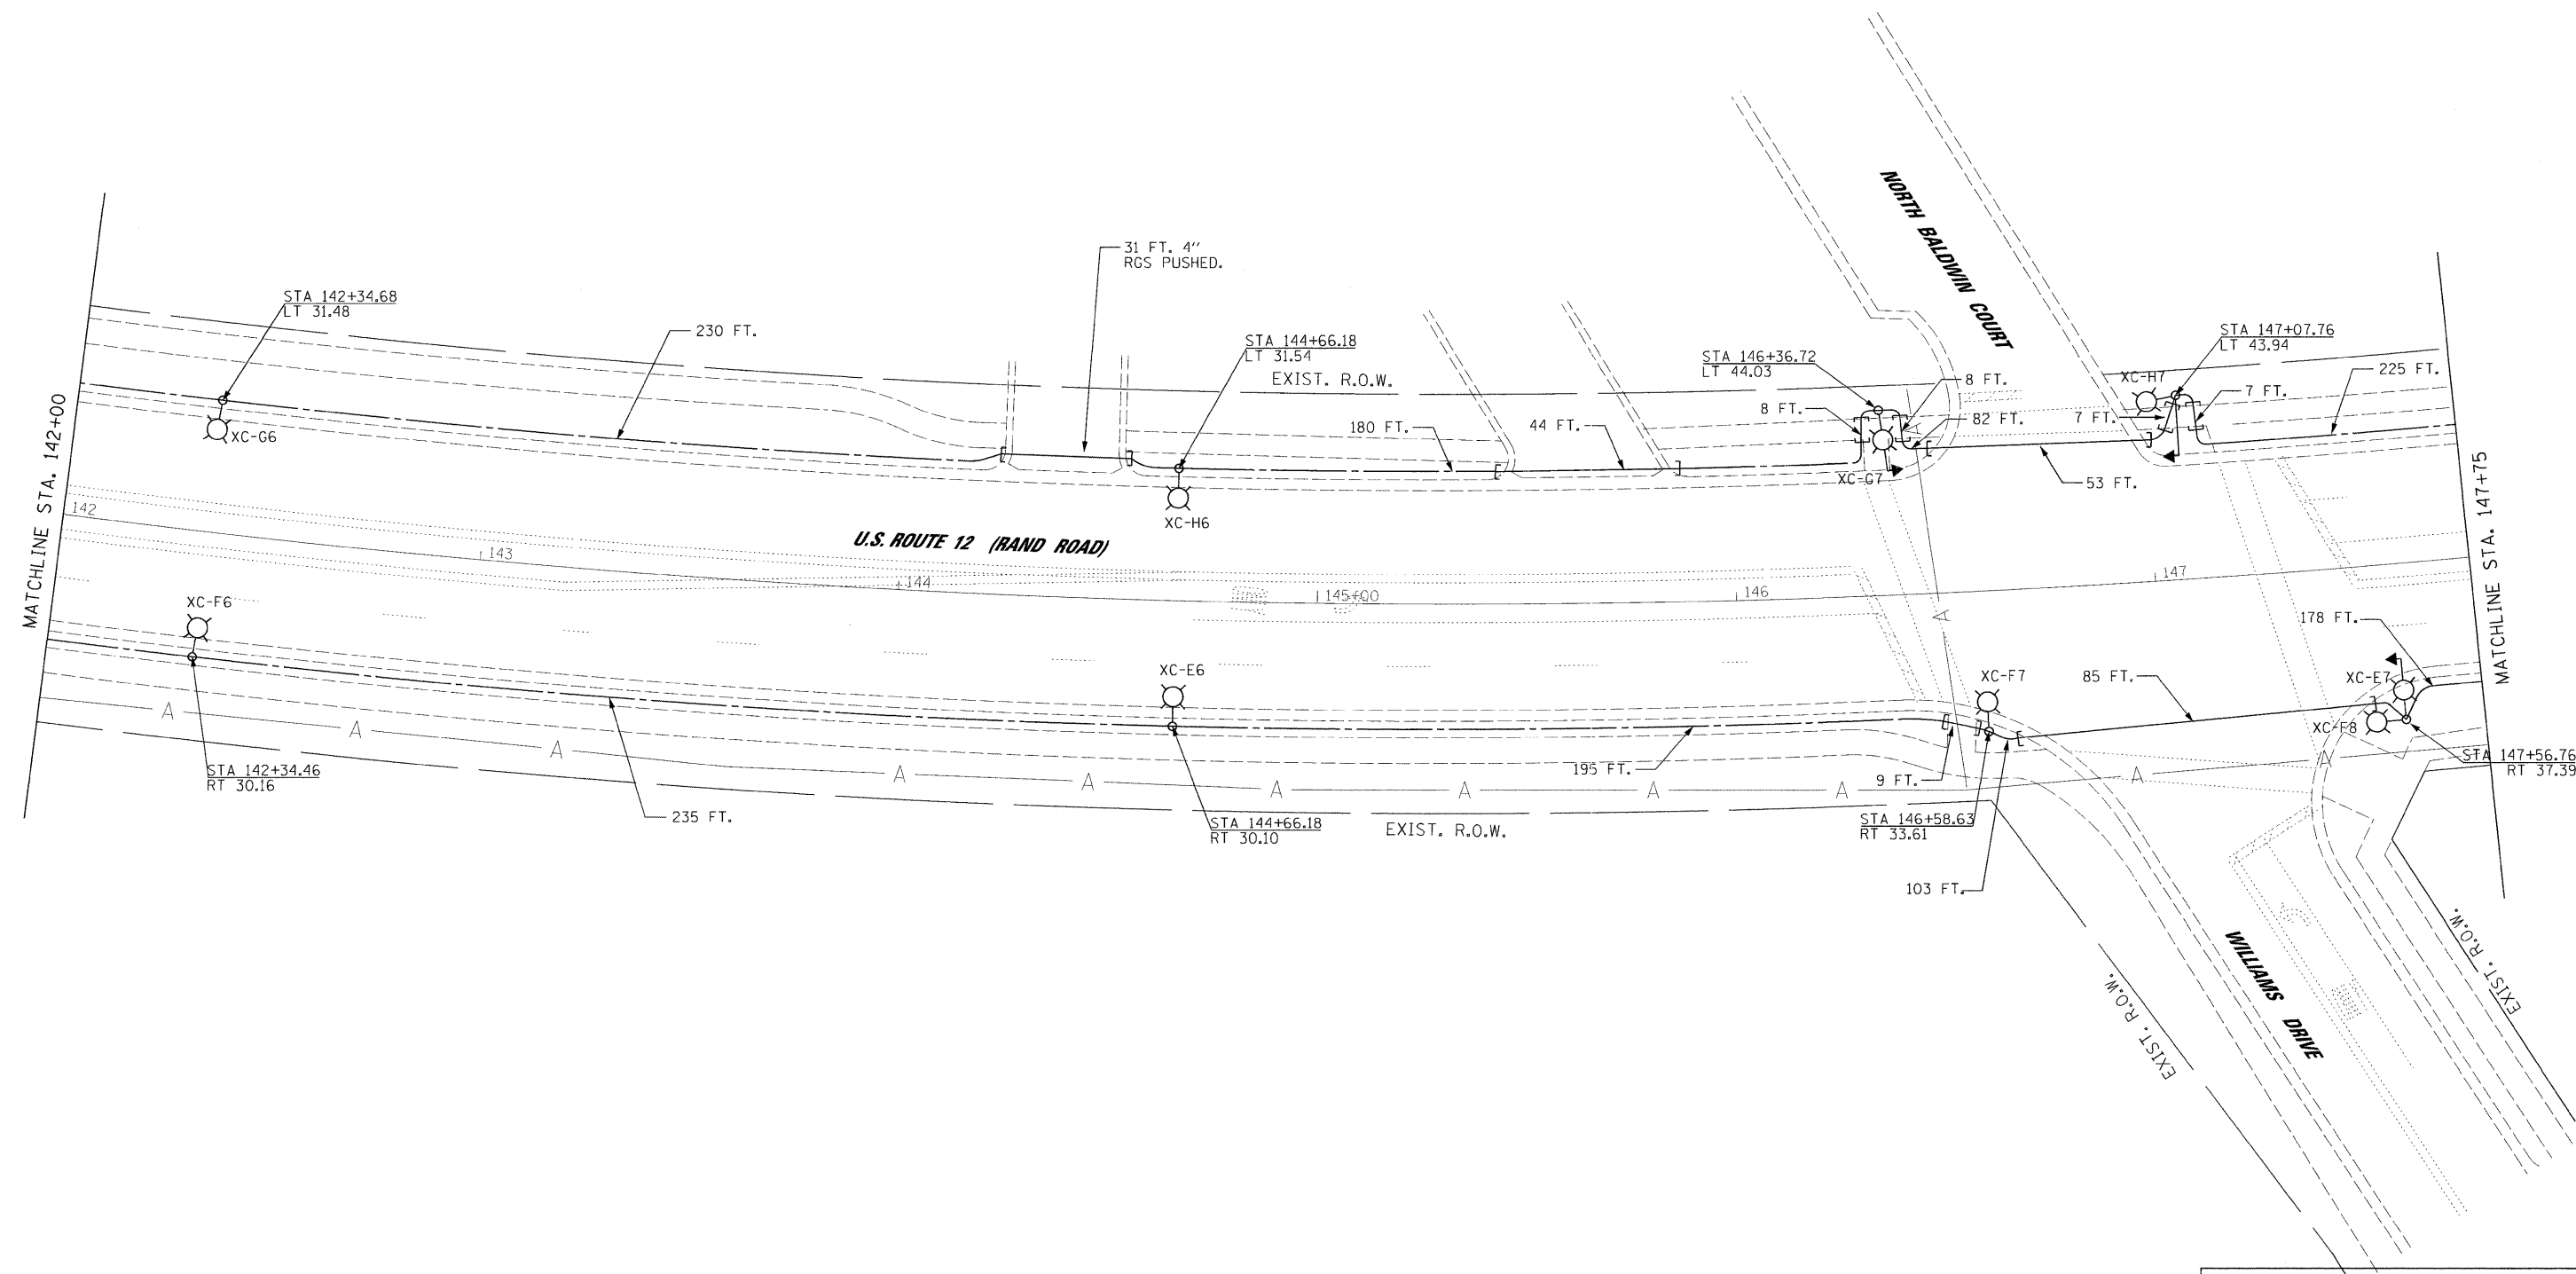 NORTH BALDWIN COURT
31 FT. 4"
RGS PUSHED.
STA 142+34.68
LT 31.48
230 FT.
STA 144+66.18
LT 31.54
EXIST. R.O.W.
STA 146+36.72
LT 44.03
8 FT.
8 FT.
82 FT.
STA 147+07.76
LT 43.94
XC-H7
225 FT.
7 FT.
7 FT.
MATCHLINE STA. 142+00
XC-G6
180 FT.
44 FT.
XC-G7
53 FT.
XC-H6
A
MATCHLINE STA. 147+75
142
143
U.S. ROUTE 12 (RAND ROAD)
144
145+00
146
147
A
XC-F6
XC-E6
XC-F7
85 FT.
178 FT.
XC-E7
XC-F8
STA 147+56.76
RT 37.39
A
A
A
A
A
A
A
A
A
A
A
STA 142+34.46
RT 30.16
235 FT.
195 FT.
9 FT.
STA 144+66.18
RT 30.10
EXIST. R.O.W.
STA 146+58.63
RT 33.61
103 FT.
WILLIAMS DRIVE
EXIST. R.O.W.
EXIST. R.O.W.